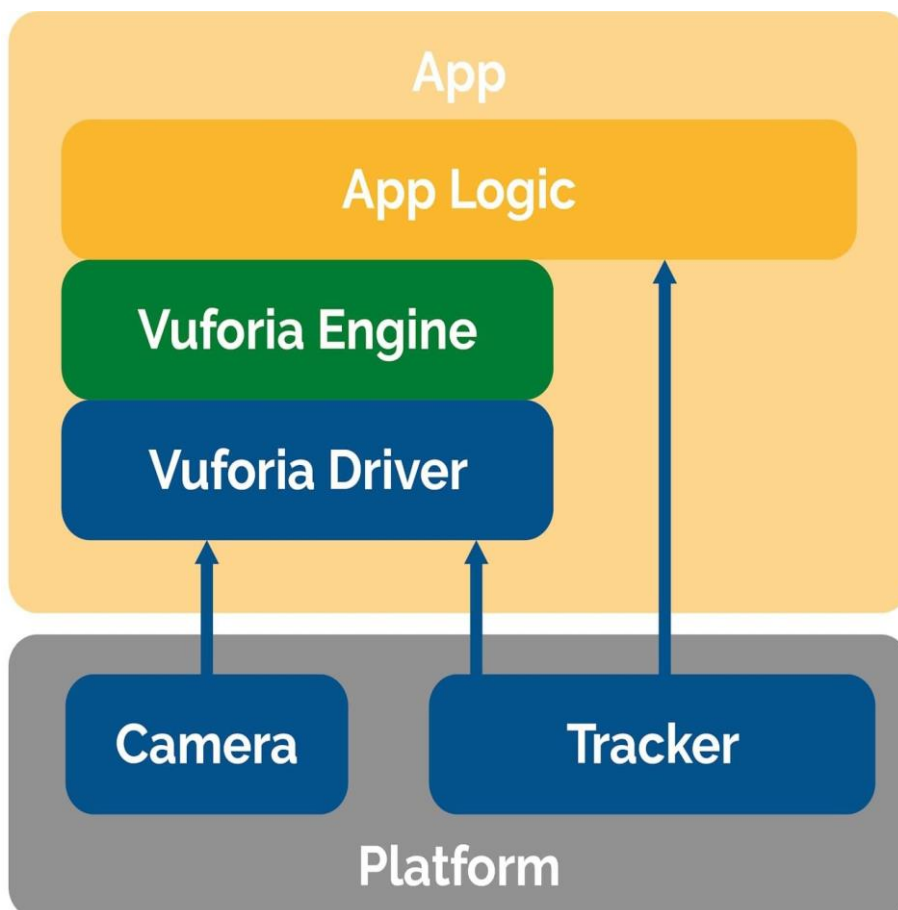 App
App Logic
Vuforia Engine
Vuforia Driver
Camera
Tracker
Platform